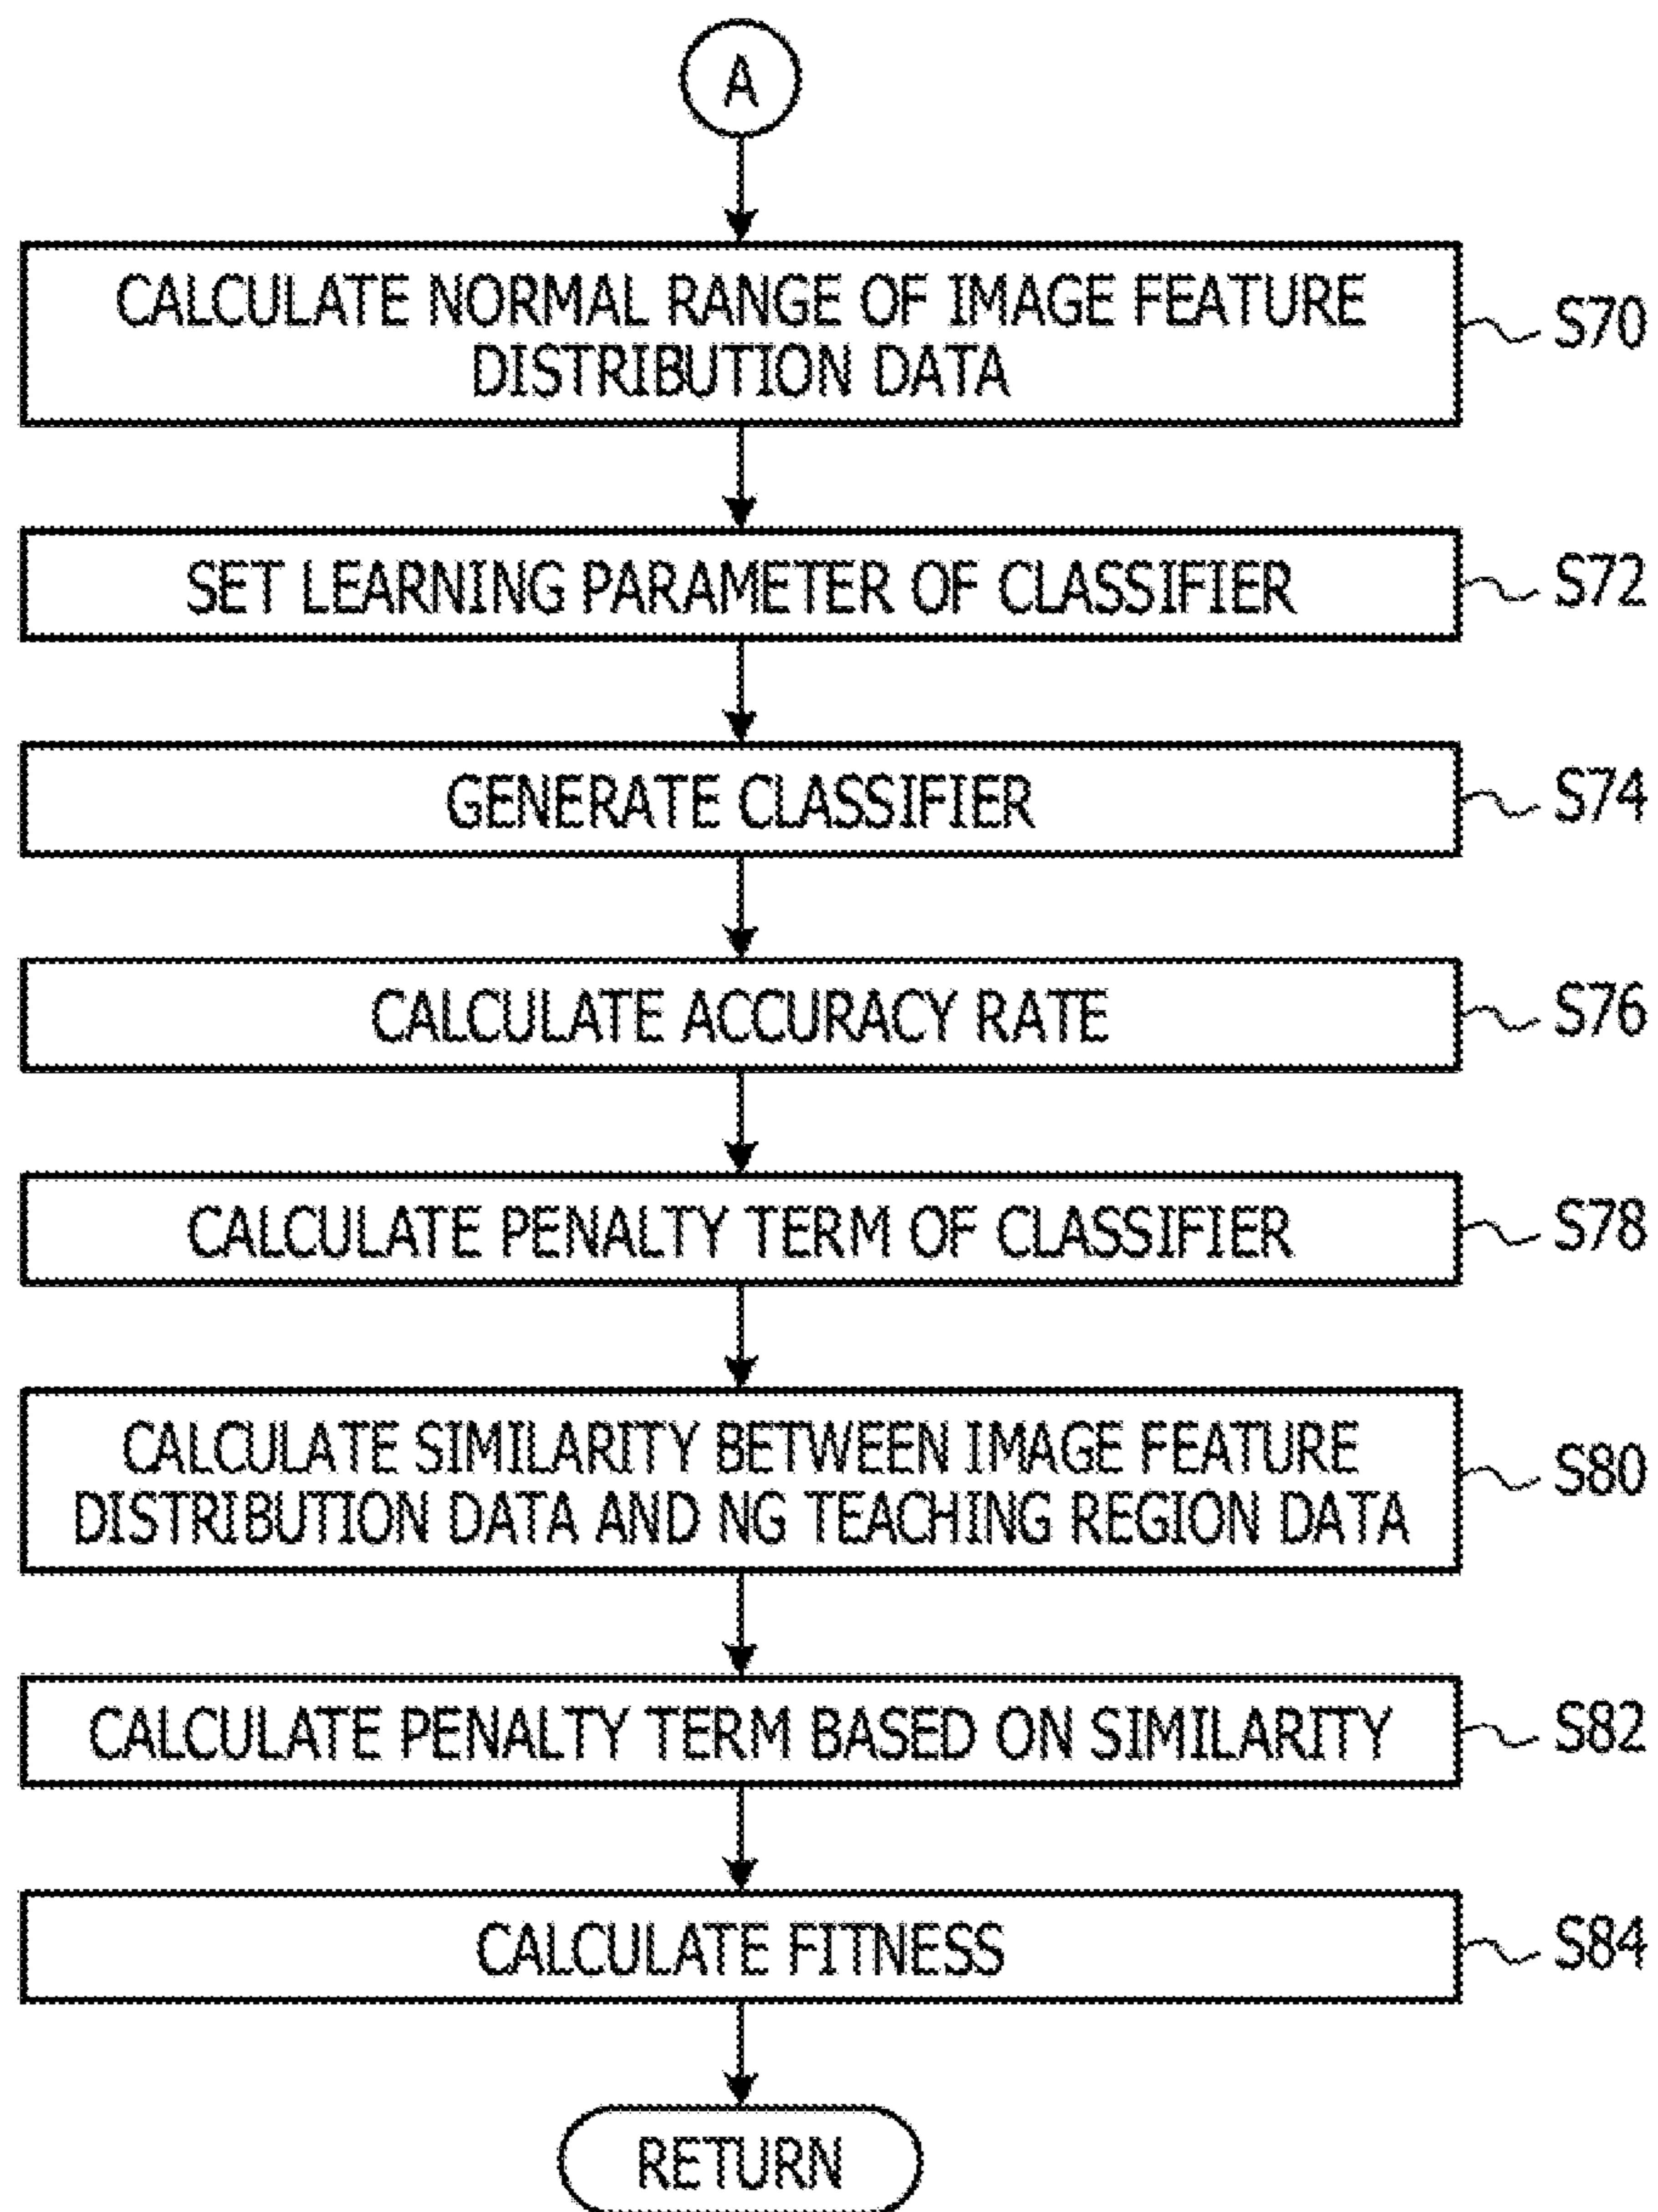 A
CALCULATE NORMAL RANGE OF IMAGE FEATURE
DISTRIBUTION DATA
S70
SET LEARNING PARAMETER OF CLASSIFIER
S72
GENERATE CLASSIFIER
S74
CALCULATE ACCURACY RATE
S76
CALCULATE PENALTY TERM OF CLASSIFIER
S78
CALCULATE SIMILARITY BETWEEN IMAGE FEATURE
DISTRIBUTION DATA AND NG TEACHING REGION DATA
S80
CALCULATE PENALTY TERM BASED ON SIMILARITY
S82
CALCULATE FITNESS
S84
RETURN